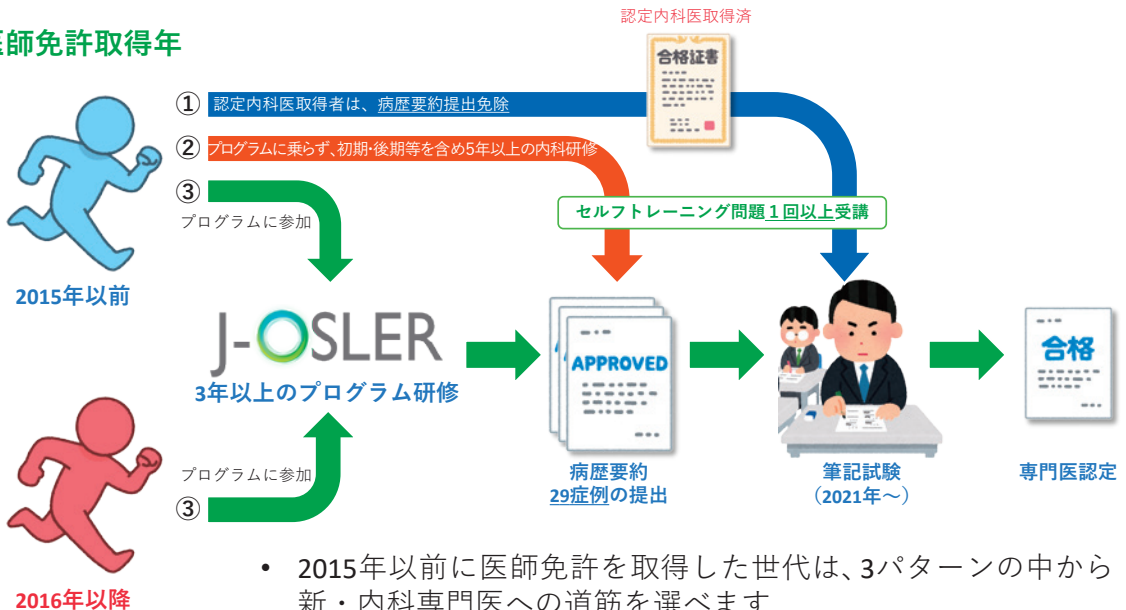 認定内科医取得済
医師免許取得年
合格証書
① 認定内科医取得者は、病歴要約提出免除
② プログラムに乗らず、初期・後期等を含め5年以上の内科研修
③
プログラムに参加
セルフトレーニング問題1回以上受講
2015年以前
J-OSLER
3年以上のプログラム研修
APPROVED
合格
プログラムに参加
③
病歴要約
29症例の提出
筆記試験
（2021年～）
専門医認定
2016年以降
• 2015年以前に医師免許を取得した世代は、3パターンの中から
新・内科専門医への道筋を選べます